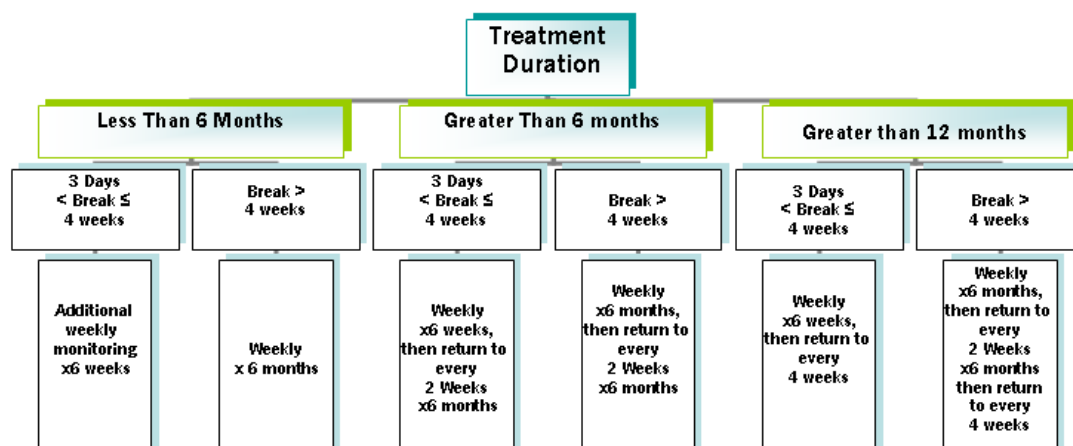 Treatment
Duration
Less Than 6 Months
Greater Than 6 months
Greater than 12 months
3 Days
< Break ≤
4 weeks
Break >
4 weeks
3 Days
< Break ≤
4 weeks
Break >
4 weeks
3 Days
< Break ≤
4 weeks
Break >
4 weeks
Additional
weekly
monitoring
x6 weeks
Weekly
x 6 months
Weekly
x6 weeks,
then return to
every
2 Weeks
x6 months
Weekly
x6 months,
then return to
every
2 Weeks
x6 months
Weekly
x6 weeks,
then return to
every
4 weeks
Weekly
x6 months,
then return to
every
2 Weeks
x6 months
then return
to every
4 weeks